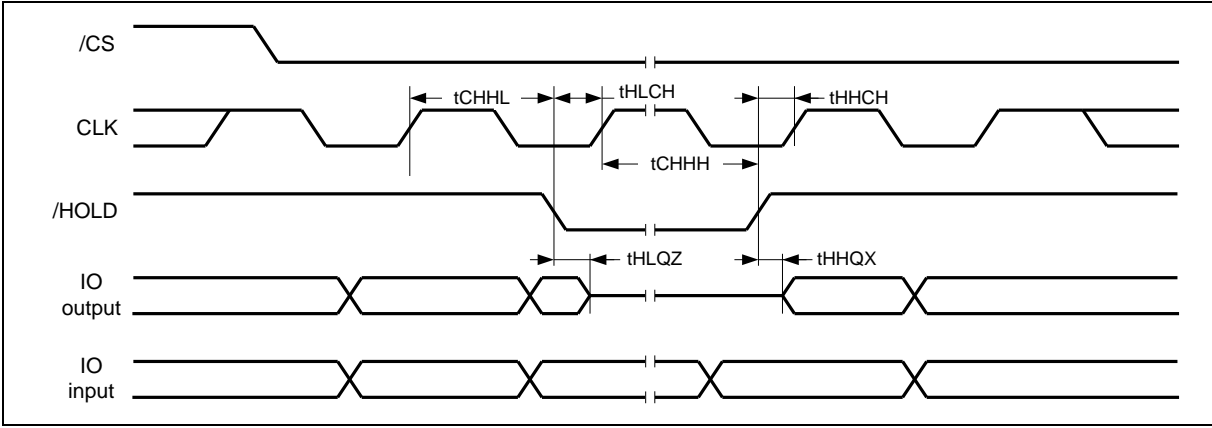 /CS
tCHHL
tHLCH
tHHCH
CLK
tCHHH
/HOLD
tHLQZ
tHHQX
IO
output
IO
input